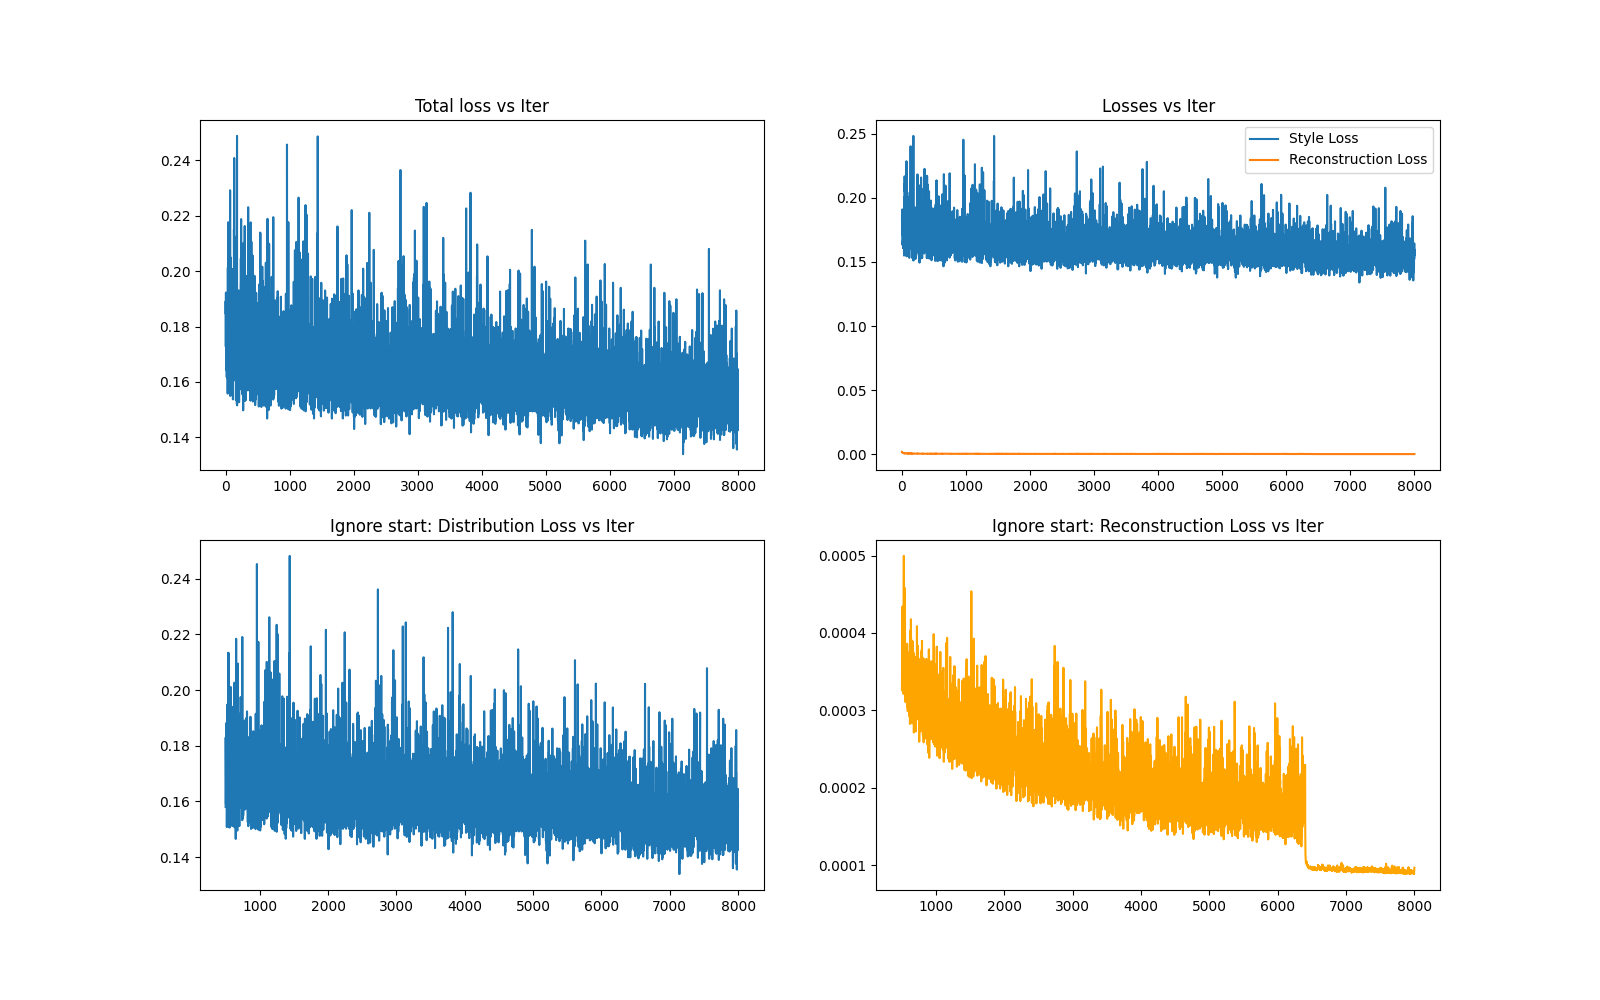 Total loss vs Iter
0.24
0.22
0.20
0.18
0.16
0.14
0 1000 2000 3000 4000 5000 6000 7000 8000
Losses vs Iter
Style Loss
Reconstruction Loss
0.25
0.20
0.15
0.10
0.05
0.00
0 1000 2000 3000 4000 5000 6000 7000 8000
Ignore start: Distribution Loss vs Iter
0.24
0.22
0.20
0.18
0.16
0.14
1000 2000 3000 4000 5000 6000 7000 8000
Ignore start: Reconstruction Loss vs Iter
0.0005
0.0004
0.0003
0.0002
0.0001
1000 2000 3000 4000 5000 6000 7000 8000